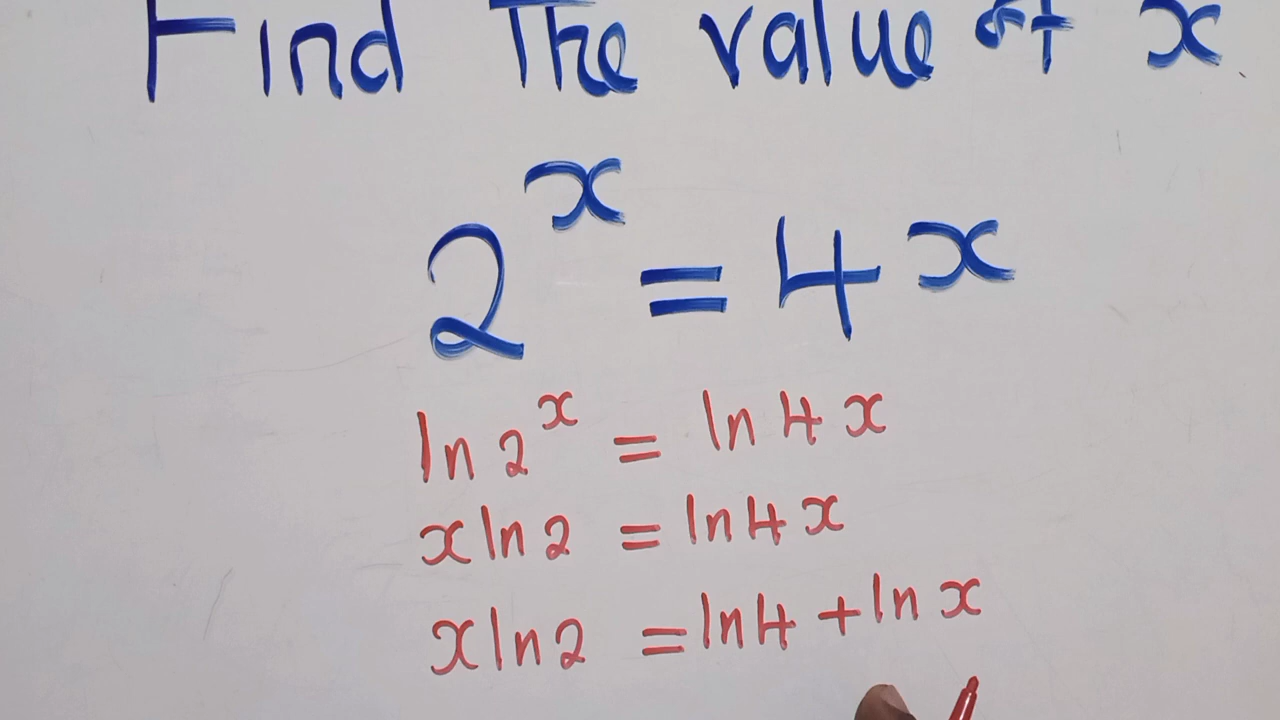 Find The value of x
2^x = 4x
ln 2^x = ln 4x
x ln 2 = ln 4x
x ln 2 = ln 4 + ln x